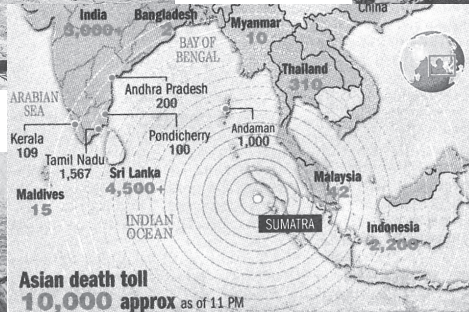 China
India
3,000+
Bangladesh
2
Myanmar
10
BAY OF
BENGAL
Thailand
310
Andhra Pradesh
200
ARABIAN
SEA
Kerala
109
Pondicherry
100
Andaman
1,000
Tamil Nadu
1,567
Sri Lanka
4,500+
Malaysia
42
Maldives
15
INDIAN
OCEAN
SUMATRA
Indonesia
2,200
Asian death toll
10,000 approx as of 11 PM